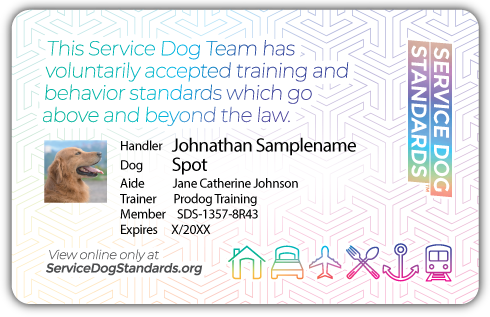 This Service Dog Team has
voluntarily accepted training and
behavior standards which go
above and beyond the law.
SERVICE DOG
STANDARDS™
Handler Johnathan Samplename
Dog Spot
Aide Jane Catherine Johnson
Trainer Prodog Training
Member SDS-1357-8R43
Expires X/20XX
View online only at
ServiceDogStandards.org